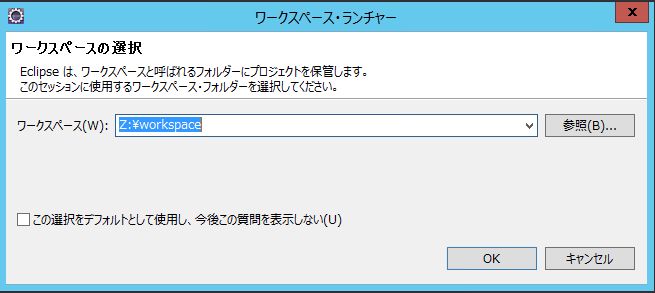 ワークスペース・ランチャー
x
ワークスペースの選択
Eclipse は、ワークスペースと呼ばれるフォルダーにプロジェクトを保管します。
このセッションに使用するワークスペース・フォルダーを選択してください。
ワークスペース(W): Z:¥workspace 参照(B)...
この選択をデフォルトとして使用し、今後この質問を表示しない(U)
OK キャンセル